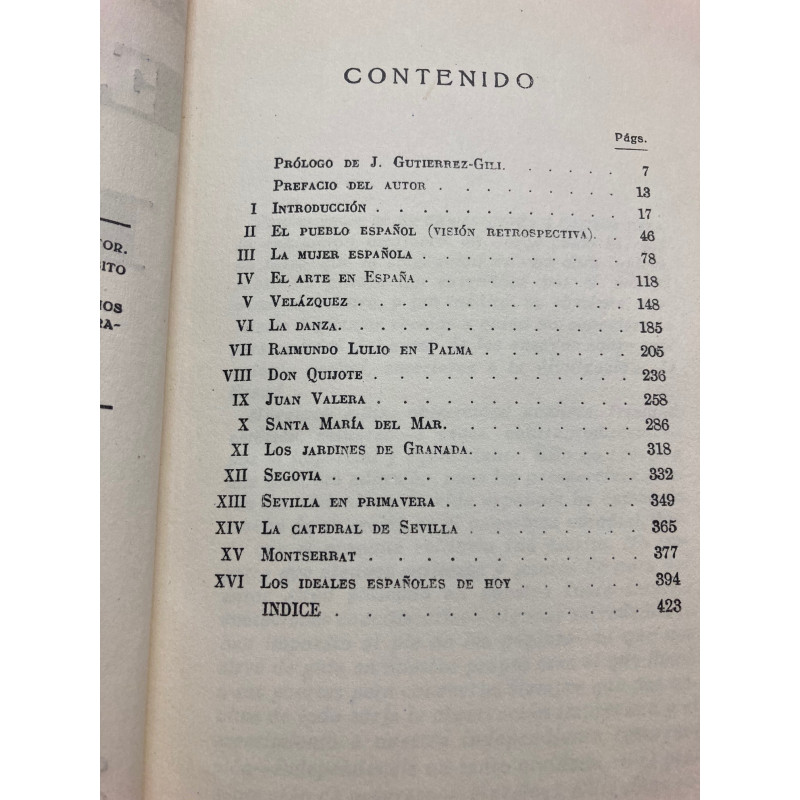 CONTENIDO
Págs.
PRÓLOGO DE J. GUTIERREZ-GILI. . . . . . 7
PREFACIO DEL AUTOR . . . . . . . . 13
I INTRODUCCIÓN . . . . . . . . . . 17
II EL PUEBLO ESPAÑOL (VISIÓN RETROSPECTIVA). . 46
III LA MUJER ESPAÑOLA . . . . . . . . 78
IV EL ARTE EN ESPAÑA . . . . . . . . 118
V VELÁZQUEZ . . . . . . . . . . 148
VI LA DANZA. . . . . . . . . . . 185
VII RAIMUNDO LULIO EN PALMA . . . . . . 205
VIII DON QUIJOTE . . . . . . . . . . 236
IX JUAN VALERA . . . . . . . . . . 258
X SANTA MARÍA DEL MAR. . . . . . . . 286
XI LOS JARDINES DE GRANADA. . . . . . . 318
XII SEGOVIA . . . . . . . . . . . 332
XIII SEVILLA EN PRIMAVERA . . . . . . . 349
XIV LA CATEDRAL DE SEVILLA . . . . . . . 365
XV MONTSERRAT . . . . . . . . . . 377
XVI LOS IDEALES ESPAÑOLES DE HOY . . . . . 394
INDICE . . . . . . . . . . . 423